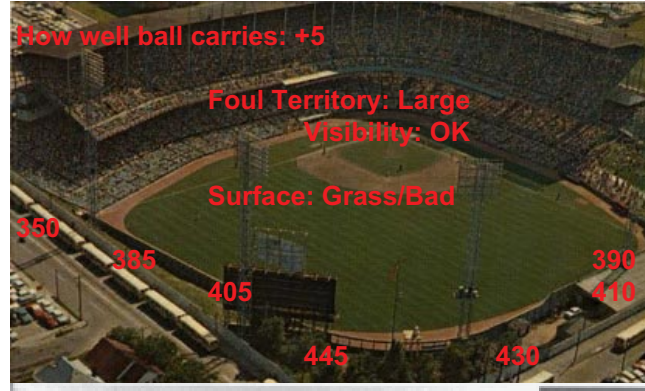 How well ball carries: +5
Foul Territory: Large
Visibility: OK
Surface: Grass/Bad
350
385
390
405
410
445
430